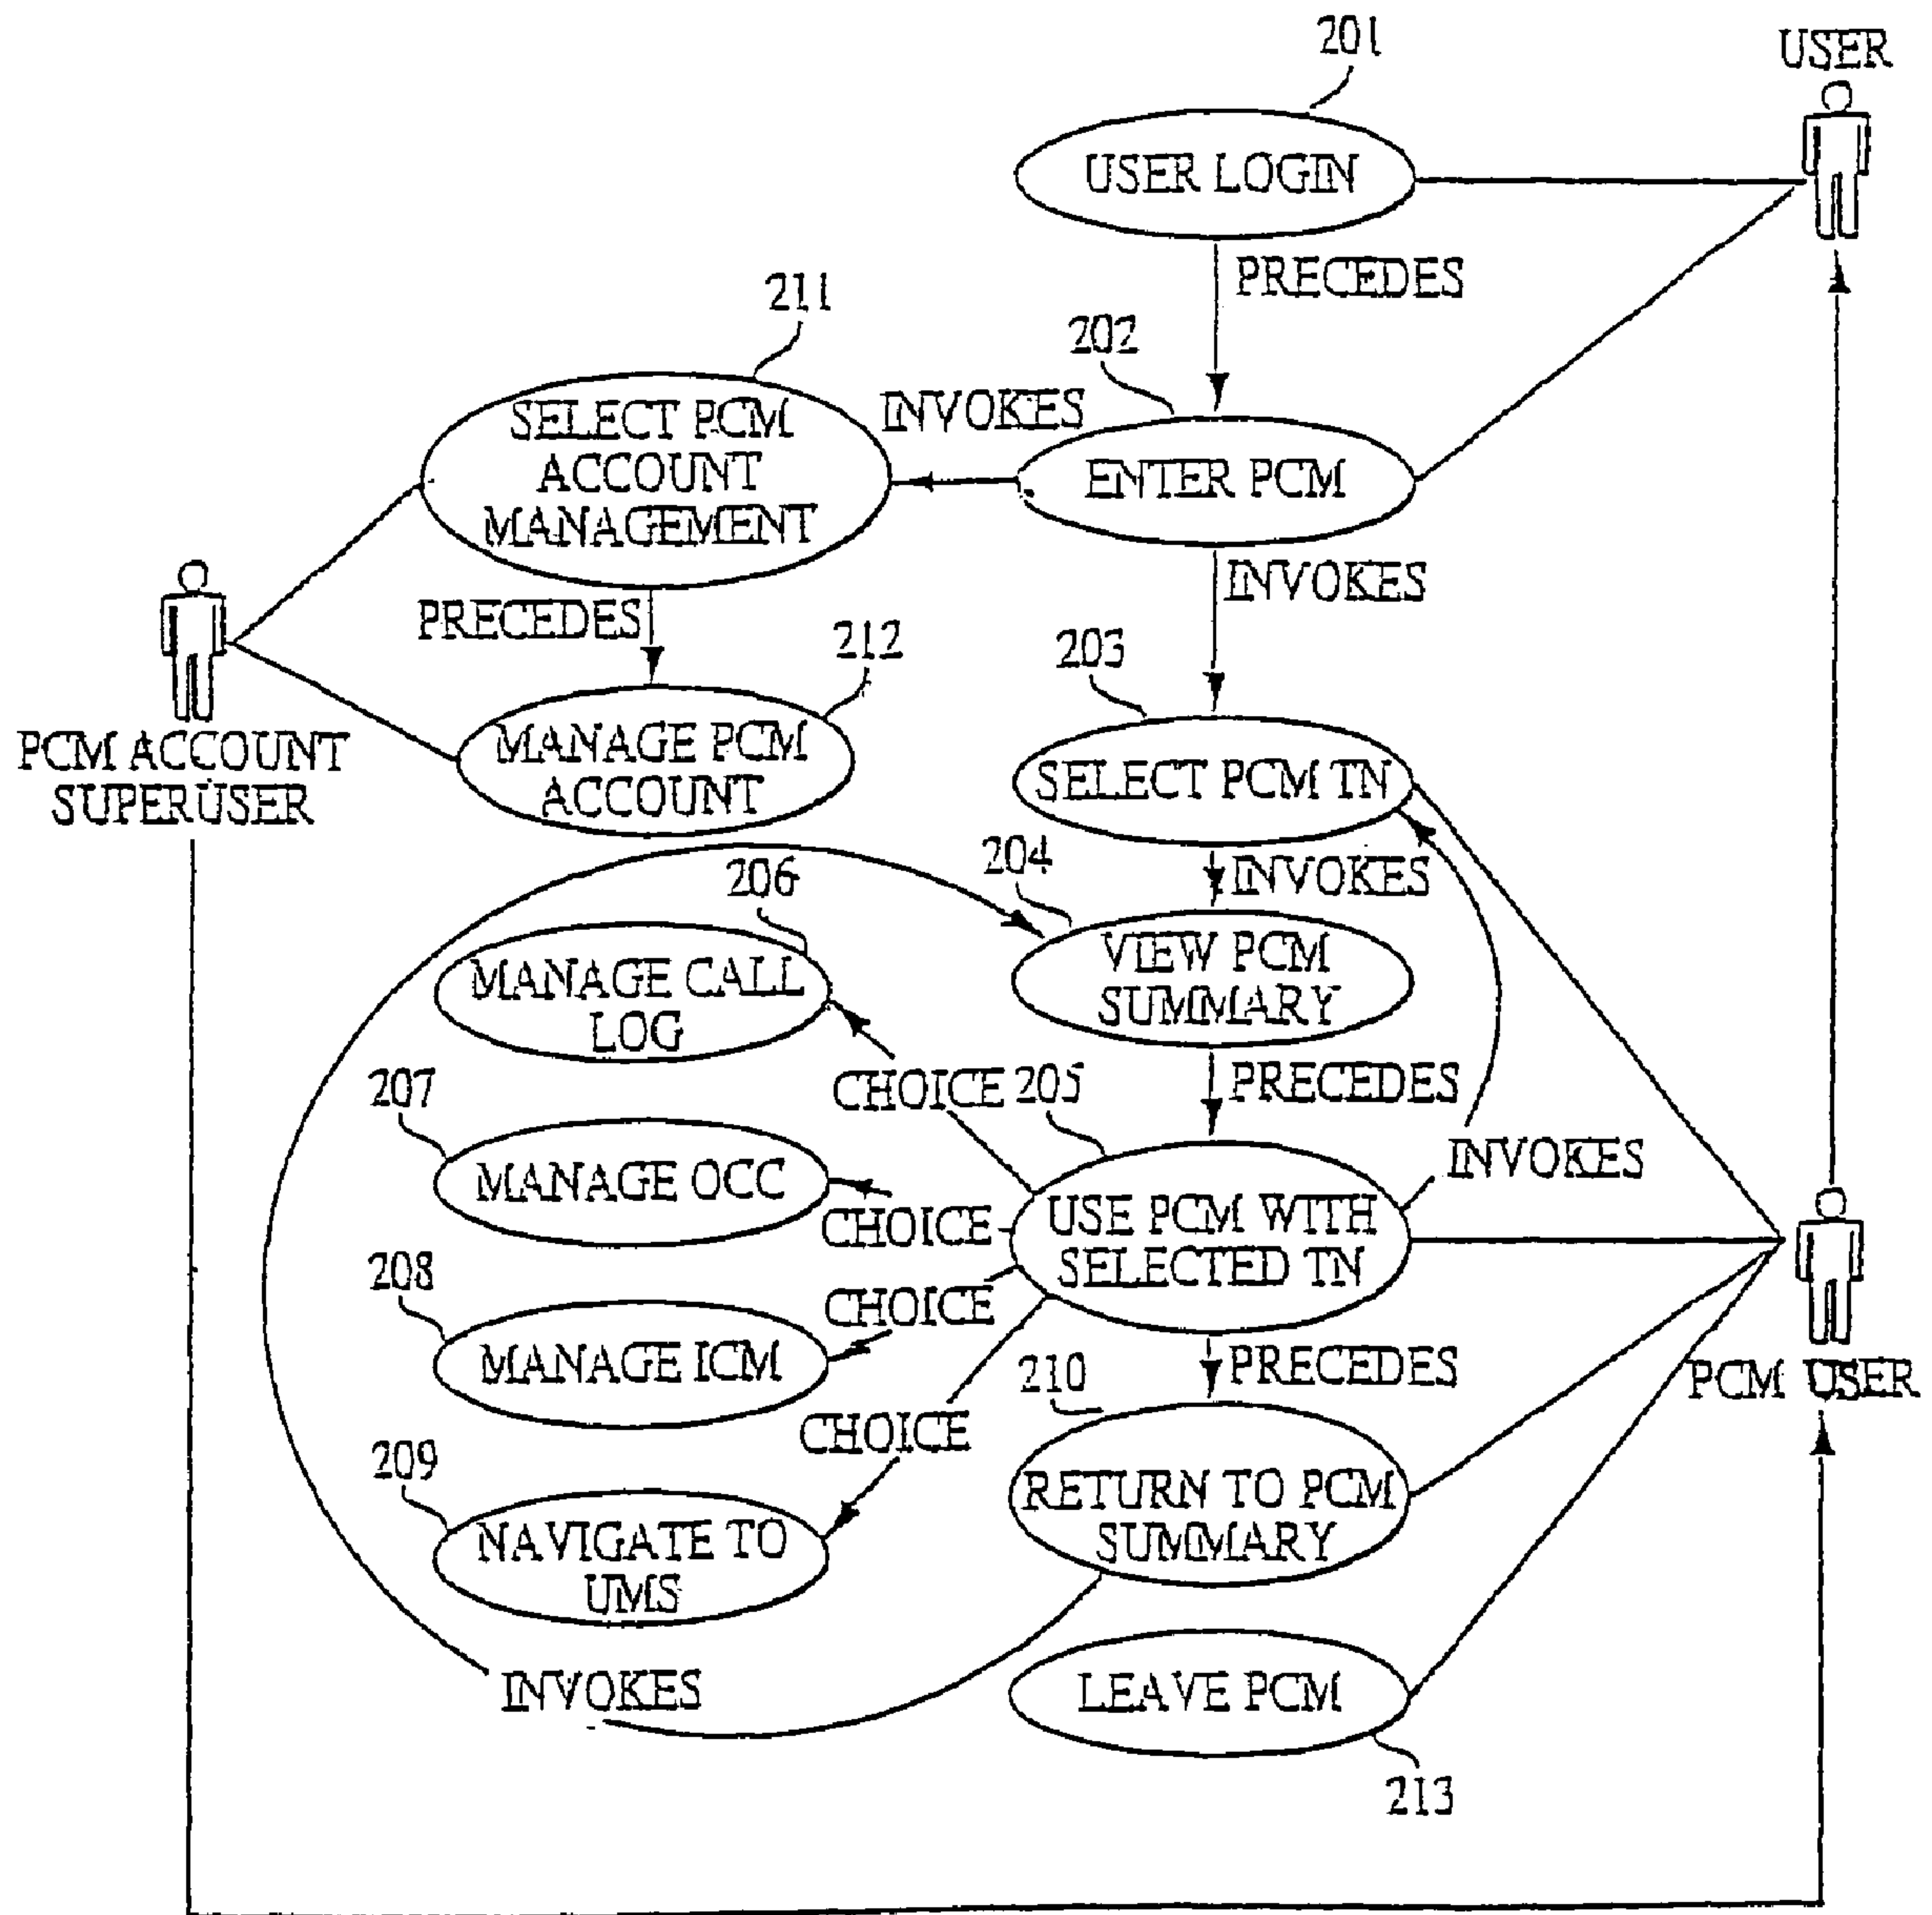 201
USER
USER LOGIN
PRECEDES
211
202
SELECT PCM
ACCOUNT
MANAGEMENT
INVOKES
ENTER PCM
INVOKES
PRECEDES
212
203
PCM ACCOUNT
SUPERUSER
MANAGE PCM
ACCOUNT
SELECT PCM TN
206
204
INVOKES
MANAGE CALL
LOG
VIEW PCM
SUMMARY
207
CHOICE
205
PRECEDES
INVOKES
MANAGE OCC
CHOICE
USE PCM WITH
SELECTED TN
208
CHOICE
MANAGE ICM
210
PRECEDES
PCM USER
CHOICE
209
NAVIGATE TO
UMS
RETURN TO PCM
SUMMARY
INVOKES
LEAVE PCM
213